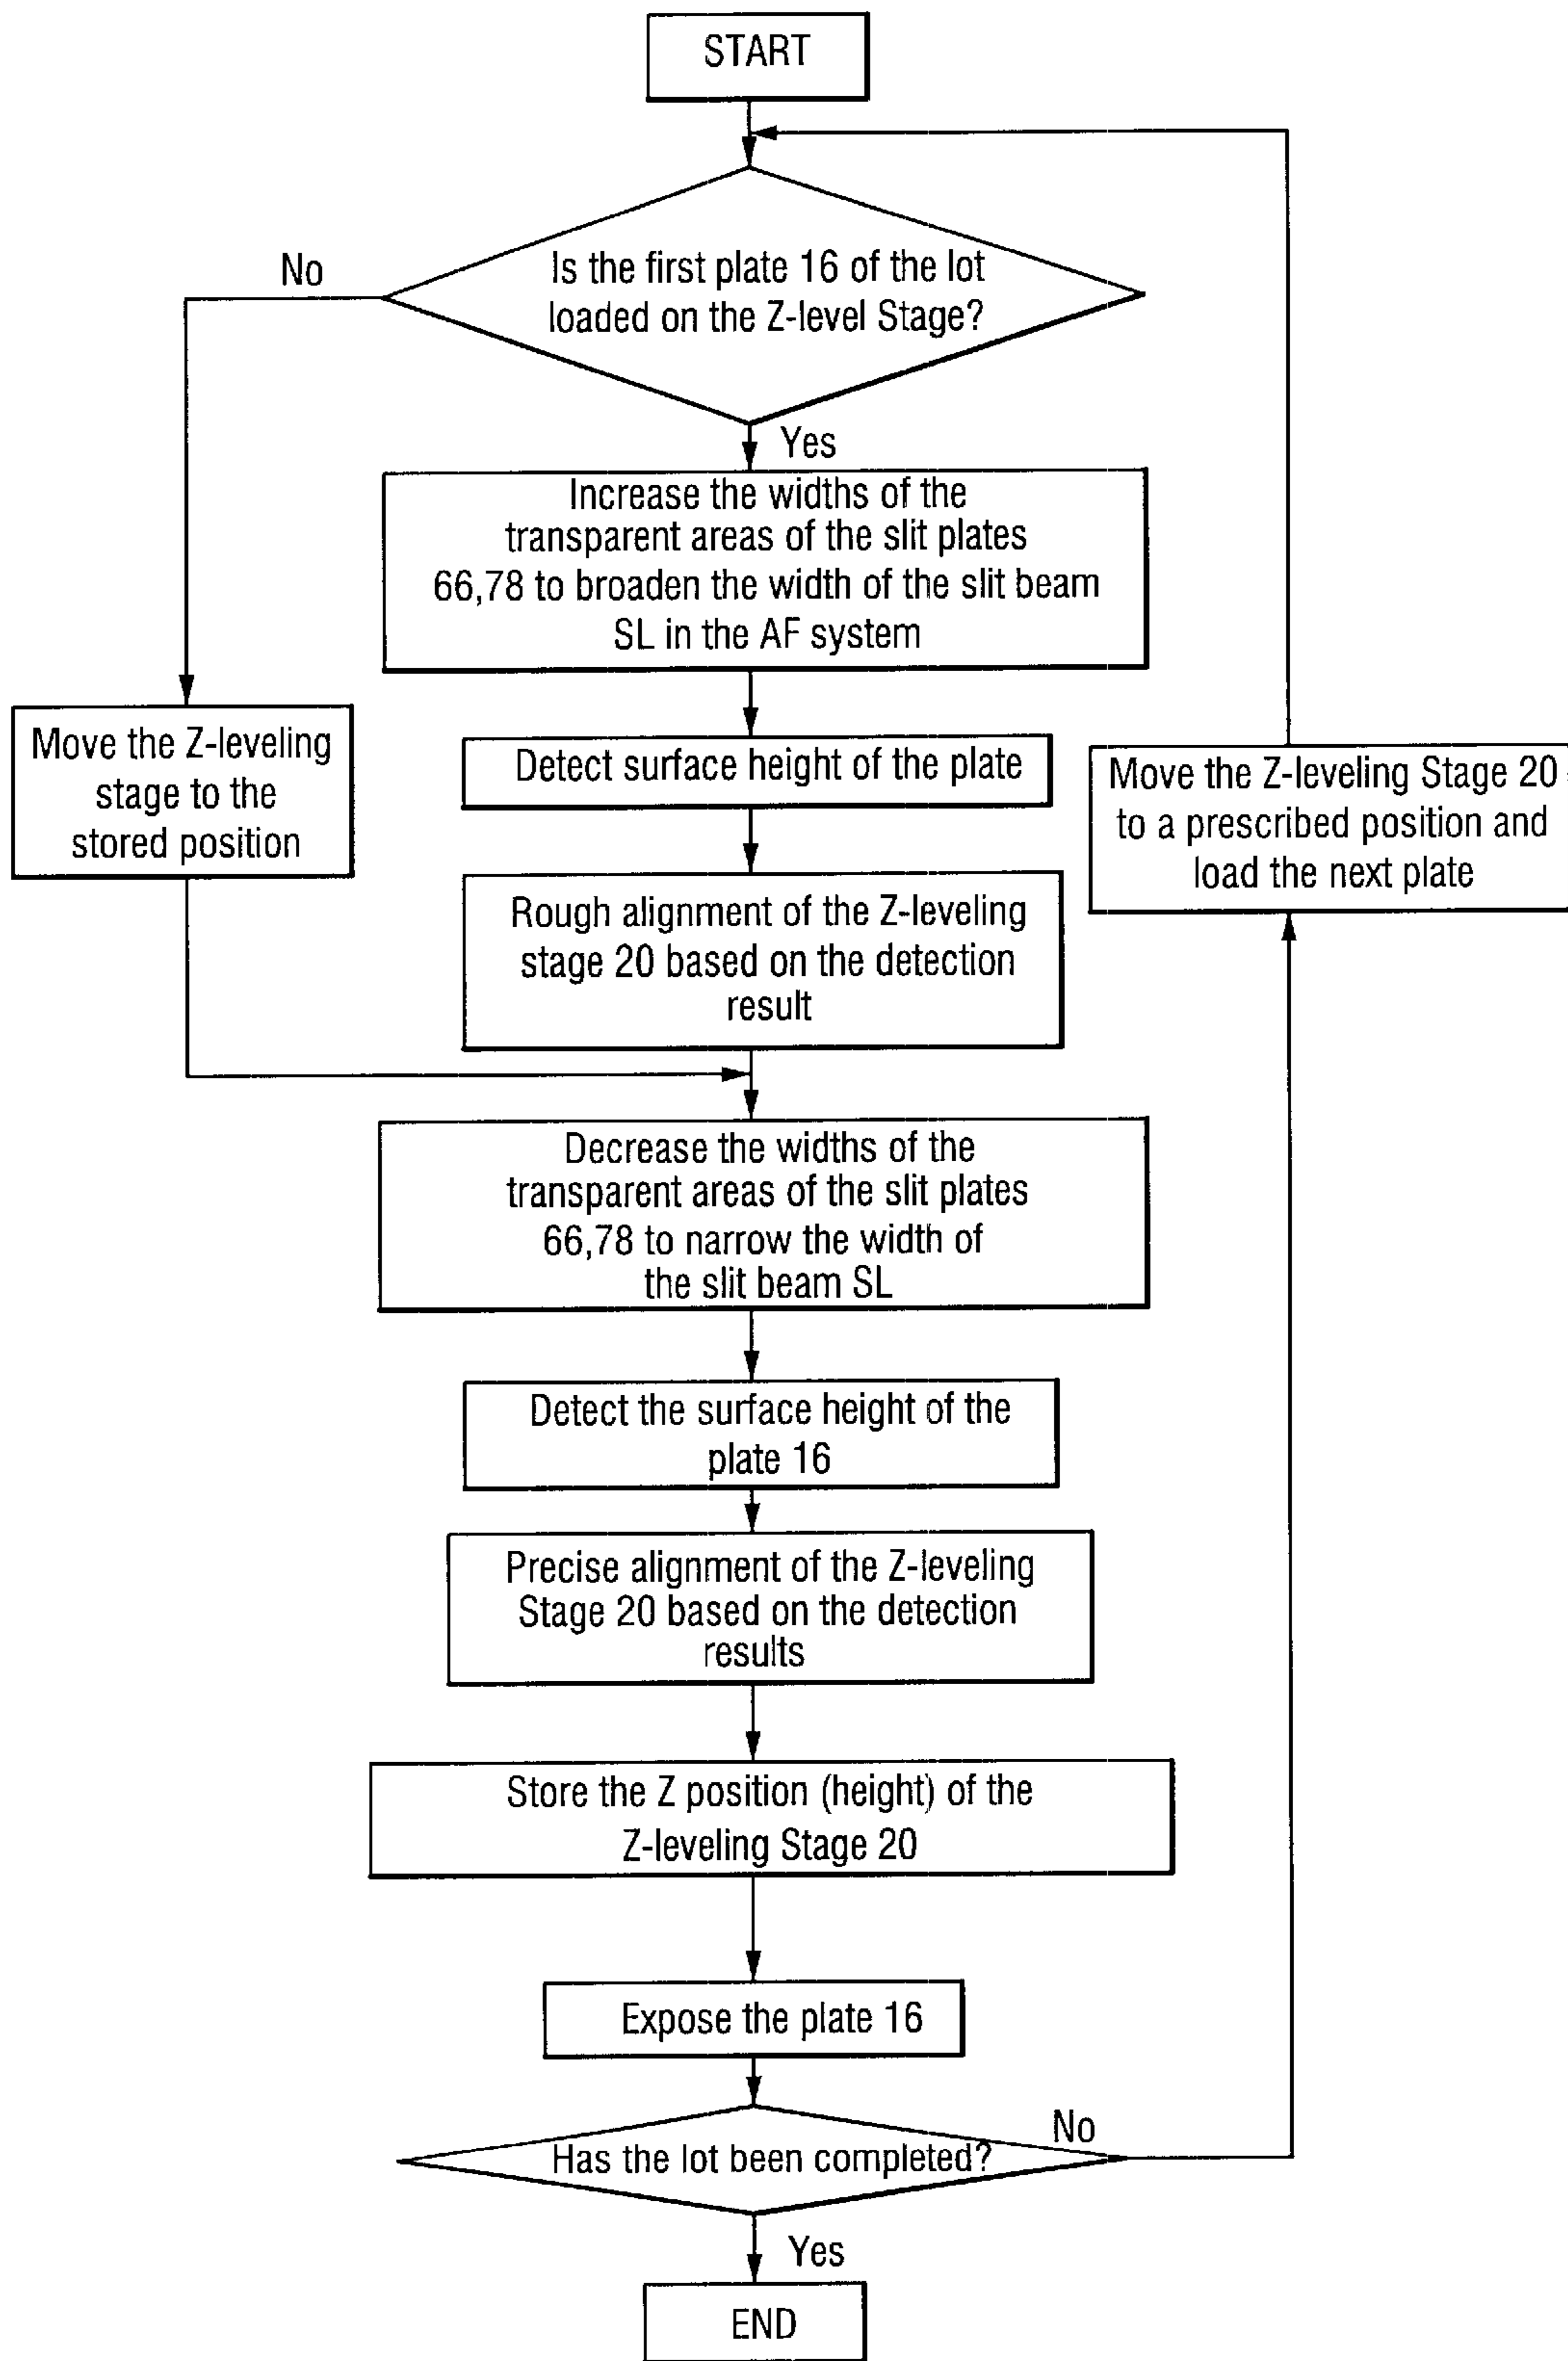 START
No
Is the first plate 16 of the lot
loaded on the Z-level Stage?
Yes
Increase the widths of the
transparent areas of the slit plates
66,78 to broaden the width of the slit beam
SL in the AF system
Move the Z-leveling
stage to the
stored position
Detect surface height of the plate
Move the Z-leveling Stage 20
to a prescribed position and
load the next plate
Rough alignment of the Z-leveling
stage 20 based on the detection
result
Decrease the widths of the
transparent areas of the slit plates
66,78 to narrow the width of
the slit beam SL
Detect the surface height of the
plate 16
Precise alignment of the Z-leveling
Stage 20 based on the detection
results
Store the Z position (height) of the
Z-leveling Stage 20
Expose the plate 16
No
Has the lot been completed?
Yes
END